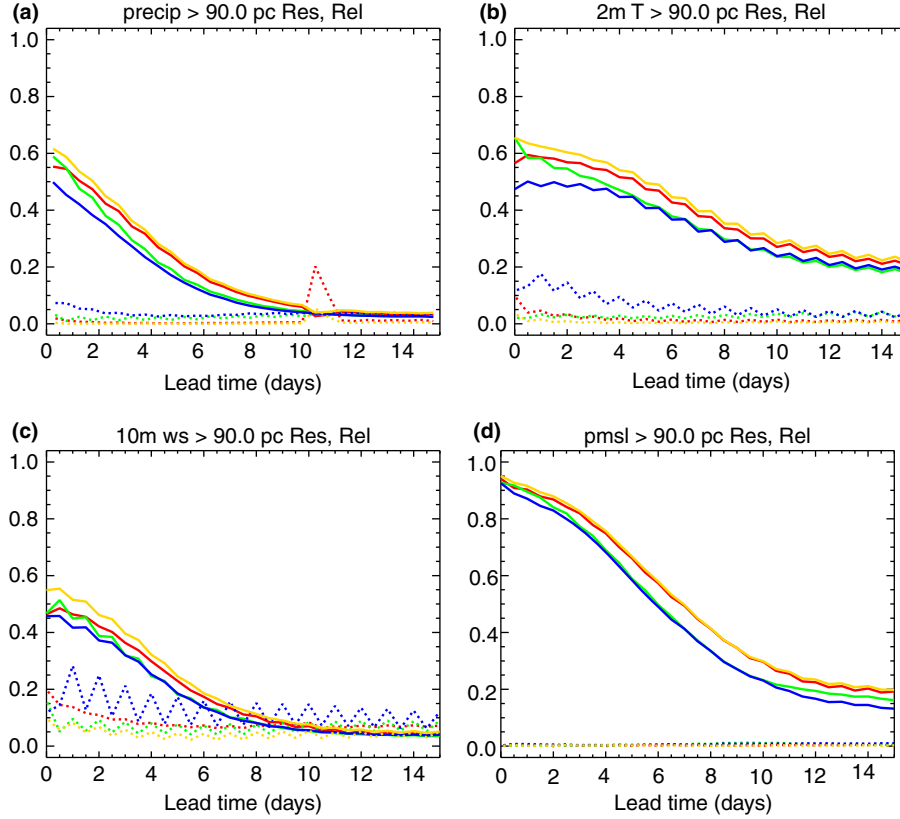 (a) precip > 90.0 pc Res, Rel
1.0
0.8
0.6
0.4
0.2
0.0
0 2 4 6 8 10 12 14
Lead time (days)
(b) 2m T > 90.0 pc Res, Rel
1.0
0.8
0.6
0.4
0.2
0.0
0 2 4 6 8 10 12 14
Lead time (days)
(c) 10m ws > 90.0 pc Res, Rel
1.0
0.8
0.6
0.4
0.2
0.0
0 2 4 6 8 10 12 14
Lead time (days)
(d) pmsl > 90.0 pc Res, Rel
1.0
0.8
0.6
0.4
0.2
0.0
0 2 4 6 8 10 12 14
Lead time (days)